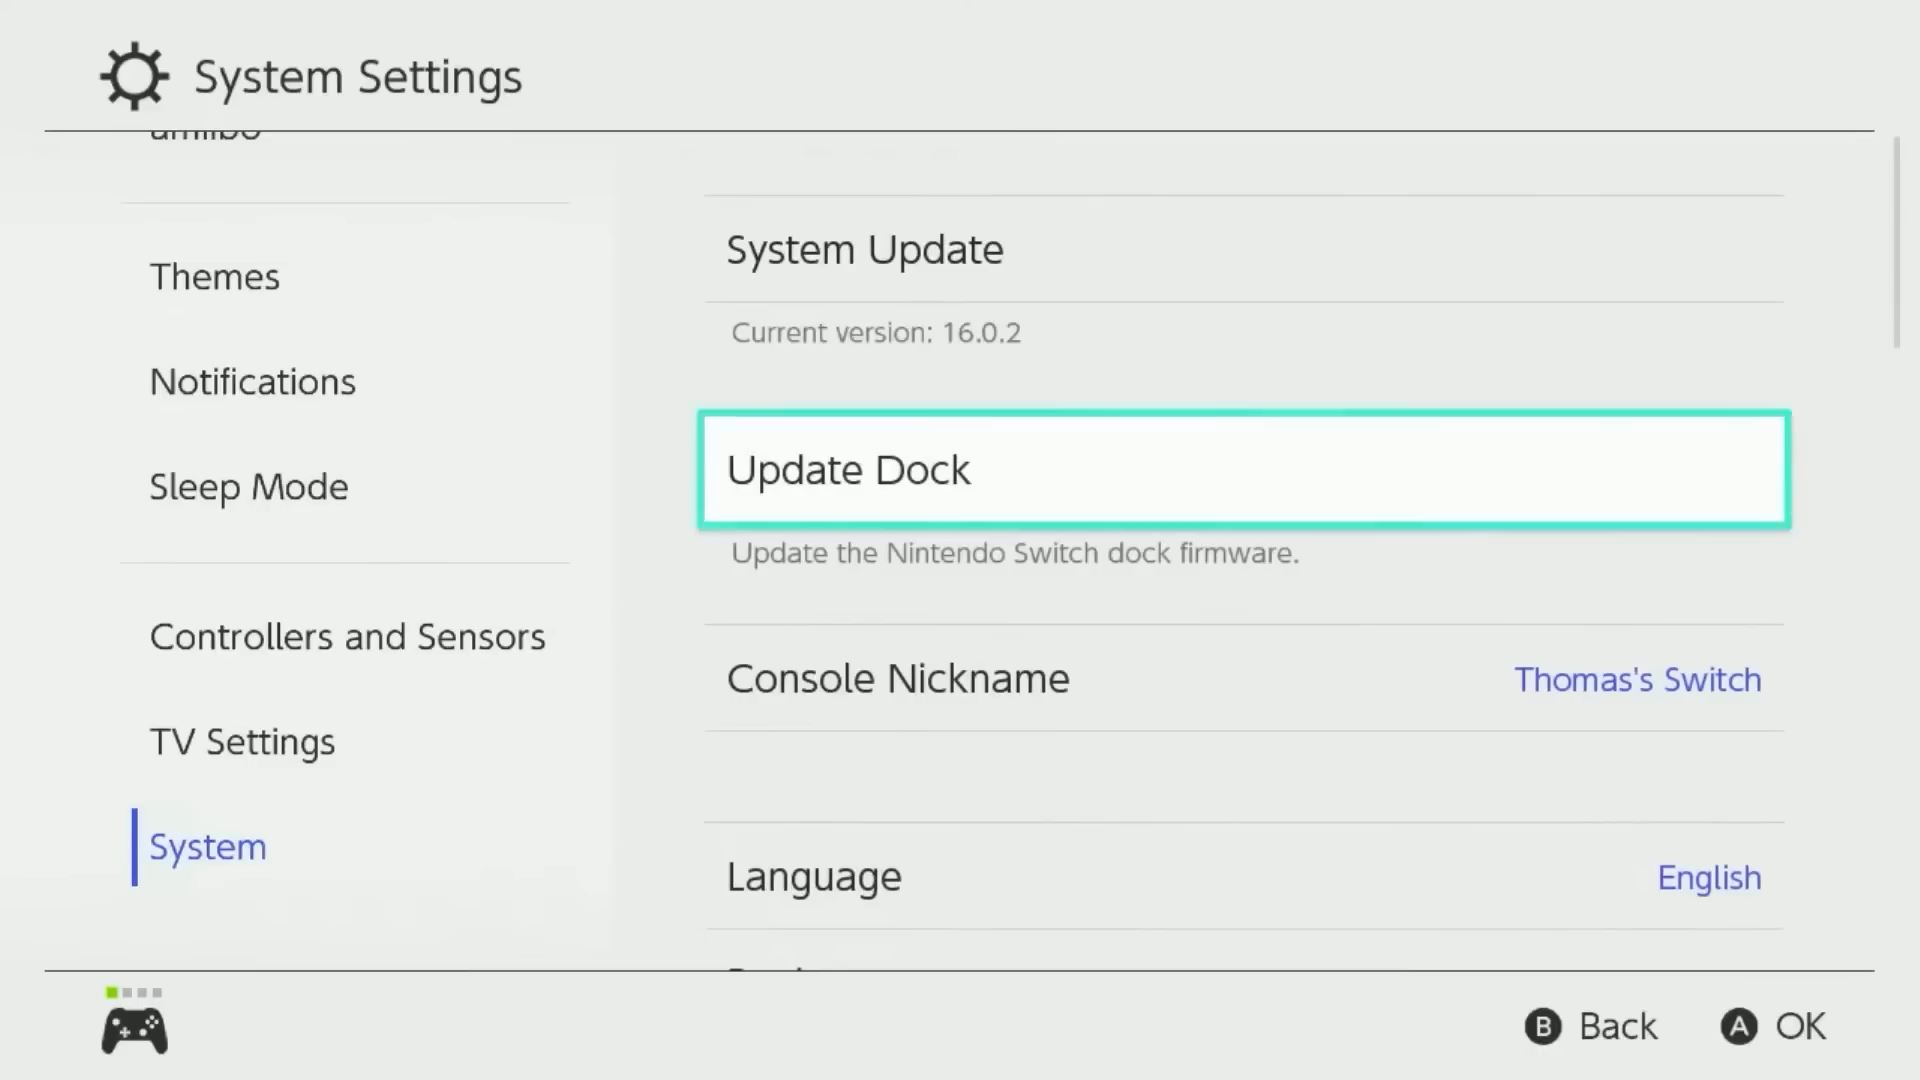 System Settings
amiibo
Themes
Notifications
Sleep Mode
Controllers and Sensors
TV Settings
System
System Update
Current version: 16.0.2
Update Dock
Update the Nintendo Switch dock firmware.
Console Nickname
Thomas's Switch
Language
English
B Back
A OK